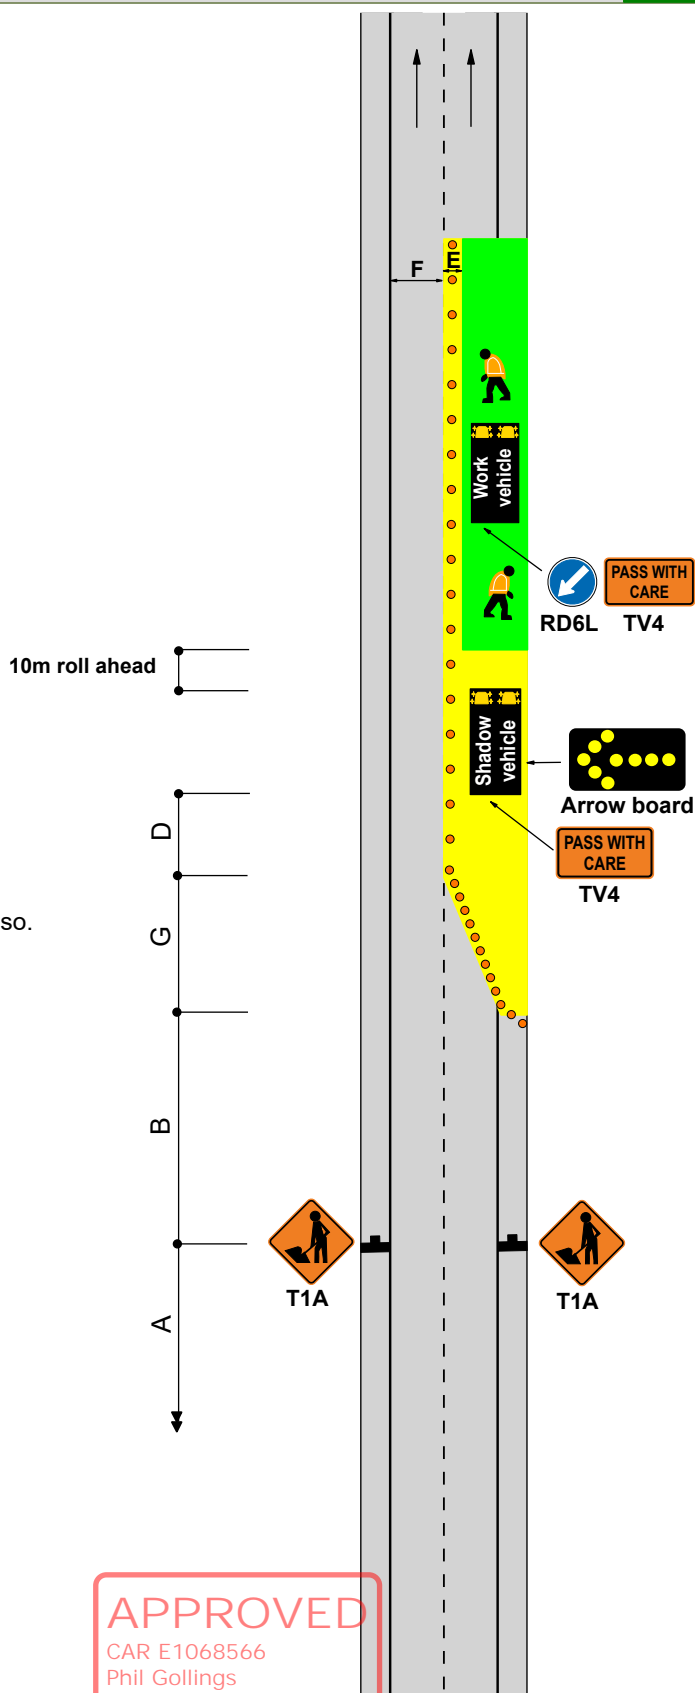 F
E
Work
vehicle
PASS WITH
CARE
RD6L
TV4
10m roll ahead
Shadow
vehicle
Arrow board
D
PASS WITH
CARE
TV4
so.
G
B
T1A
T1A
A
APPROVED
CAR E1068566
Phil Gollings